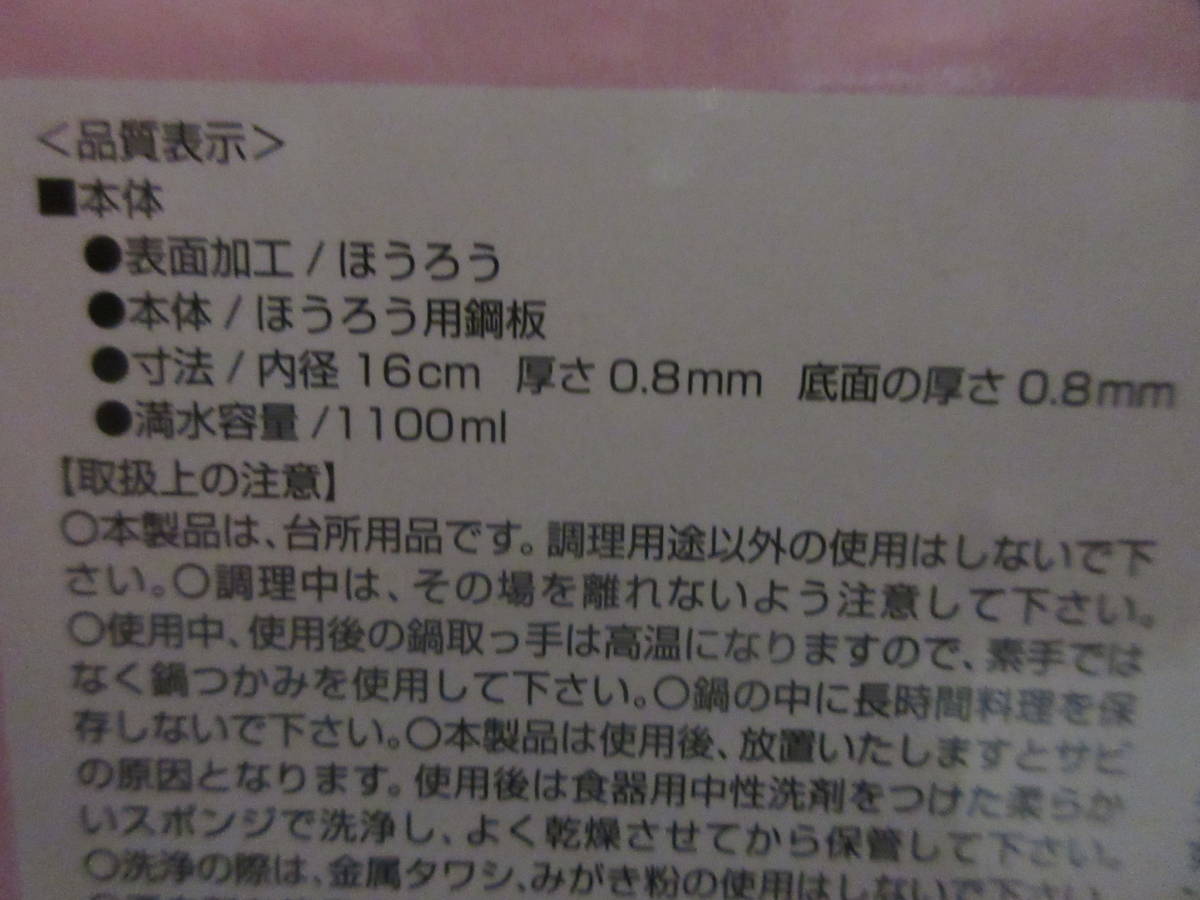 ＜品質表示＞
■本体
●表面加工/ほうろう
●本体/ほうろう用鋼板
●寸法/内径16cm 厚さ0.8mm 底面の厚さ0.8mm
●満水容量/1100ml
【取扱上の注意】
○本製品は、台所用品です。調理用途以外の使用はしないで下
さい。○調理中は、その場を離れないよう注意して下さい。
○使用中、使用後の鍋取っ手は高温になりますので、素手では
なく鍋つかみを使用して下さい。○鍋の中に長時間料理を保
存しないで下さい。○本製品は使用後、放置いたしますとサビ
の原因となります。使用後は食器用中性洗剤をつけた柔らか
いスポンジで洗浄し、よく乾燥させてから保管して下さい。
○洗浄の際は、金属タワシ、みがき粉の使用はしないで下さい。